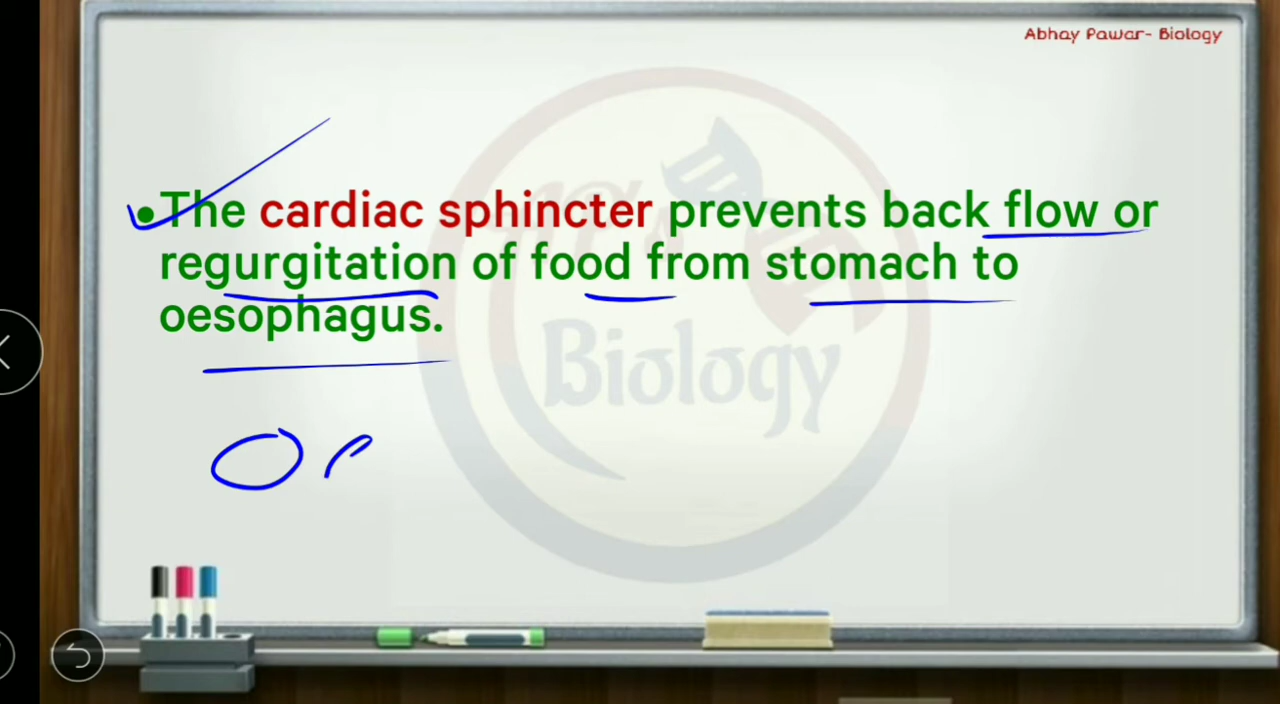 Abhay Pawar- Biology
•The cardiac sphincter prevents back flow or
regurgitation of food from stomach to
oesophagus.
Biology